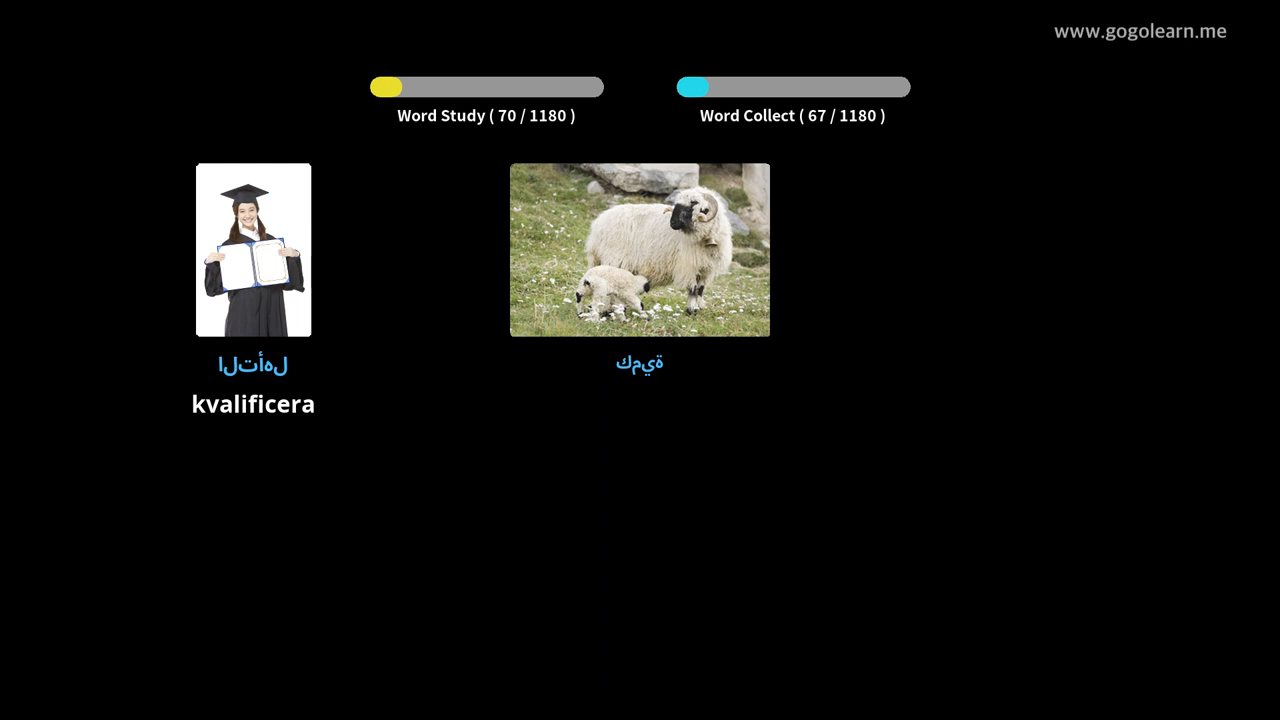 www.gogolearn.me
Word Study ( 70 / 1180 )
Word Collect ( 67 / 1180 )
التأهل
كمية
kvalificera